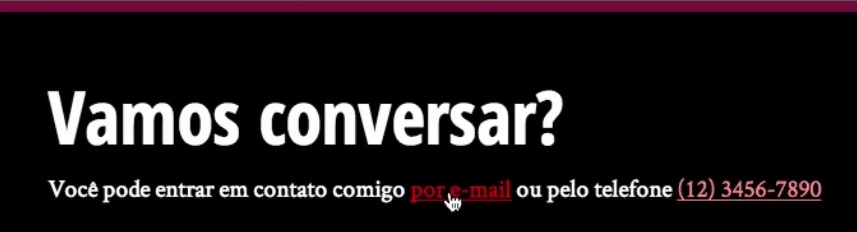 Vamos conversar?
Você pode entrar em contato comigo por e-mail ou pelo telefone (12) 3456-7890